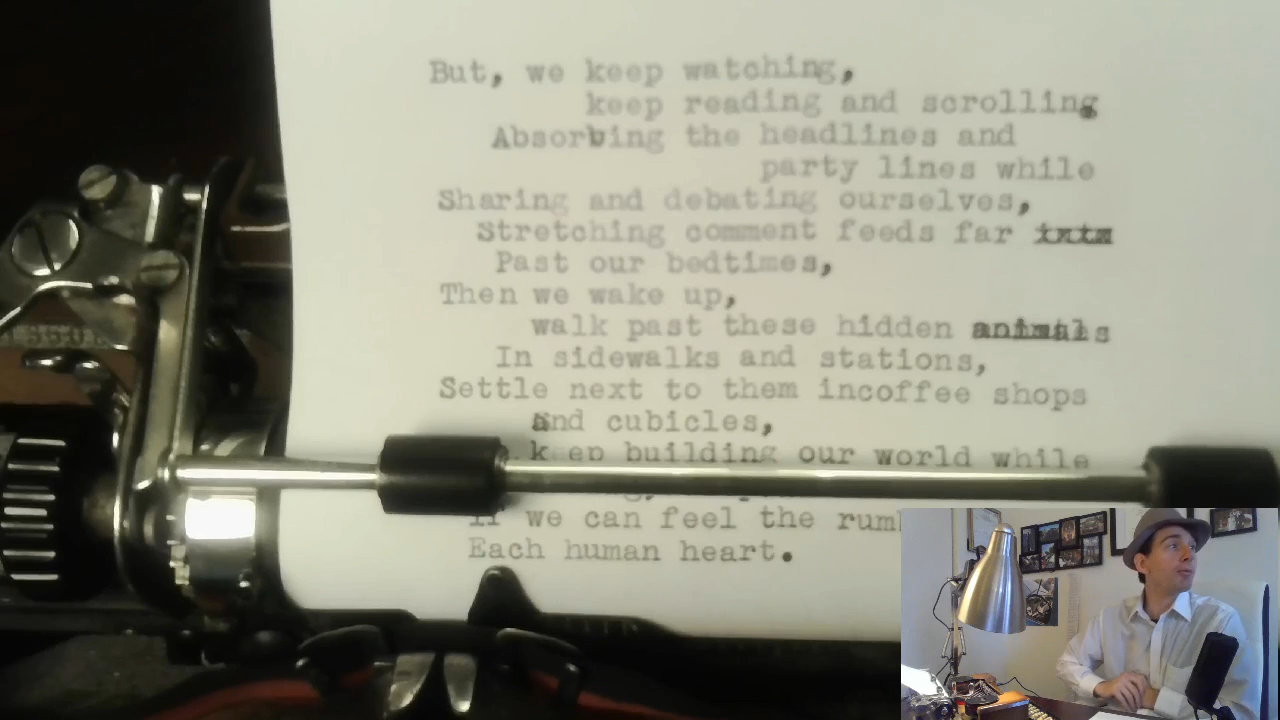 But, we keep watching,
keep reading and scrolling
Absorbing the headlines and
party lines while
Sharing and debating ourselves,
Stretching comment feeds far
Past our bedtimes,
Then we wake up,
walk past these hidden animals
In sidewalks and stations,
Settle next to them incoffee shops
and cubicles,
keep building our world while
If we can feel the
Each human heart.